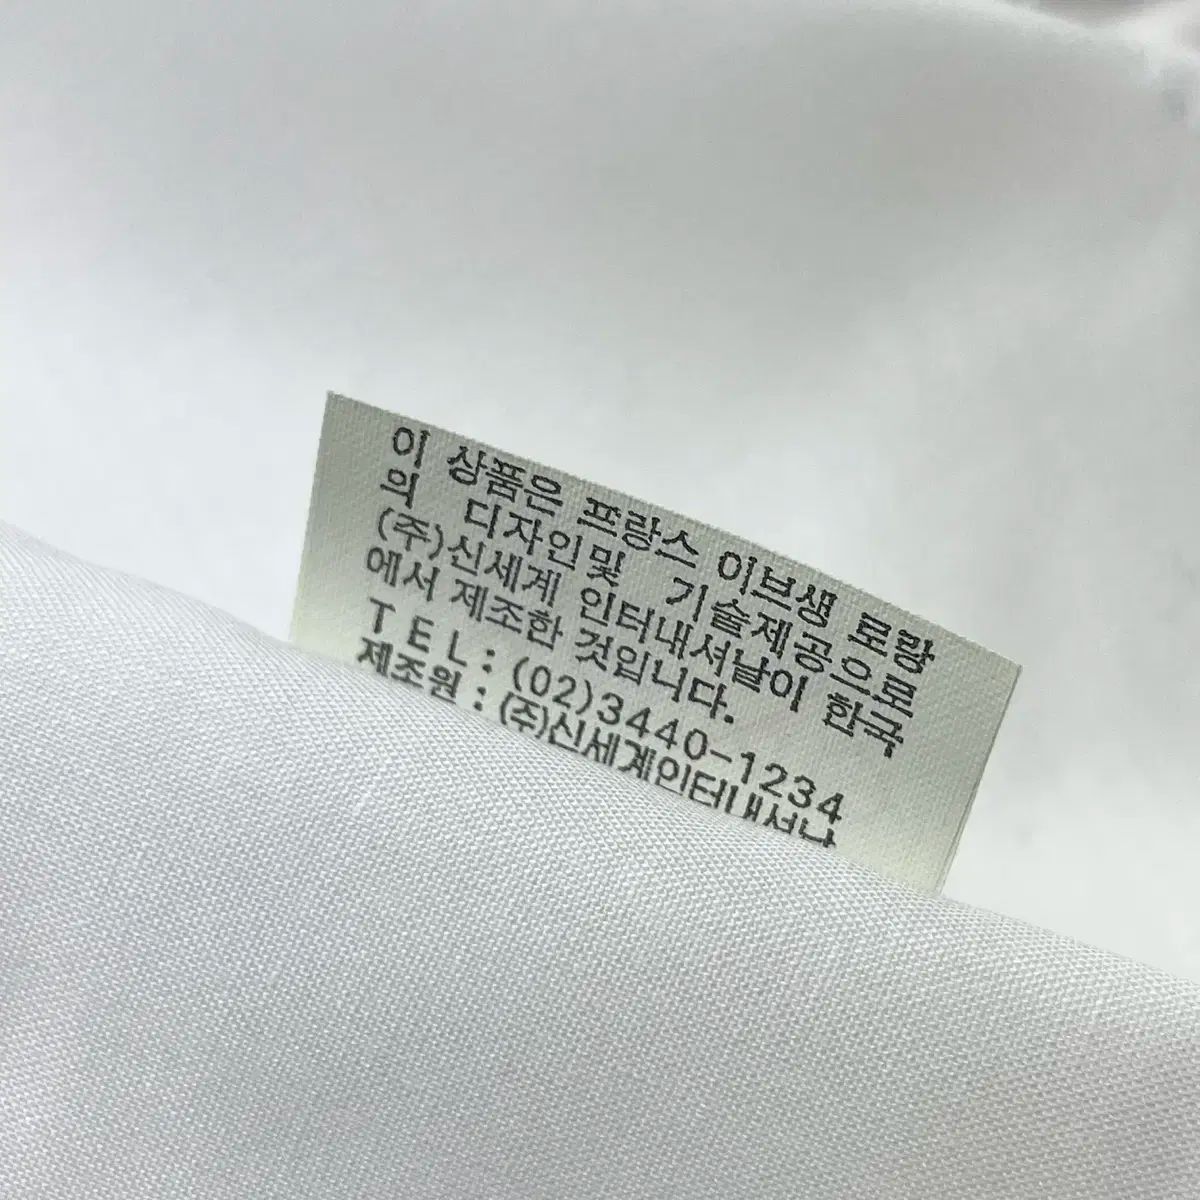 이 상품은 프랑스 이브생 로랑
의 디자인및 기술제공으로
(주)신세계 인터내셔날이 한국
에서 제조한 것입니다.
TEL:(02)3440-1234
제조원:(주)신세계인터내셔날